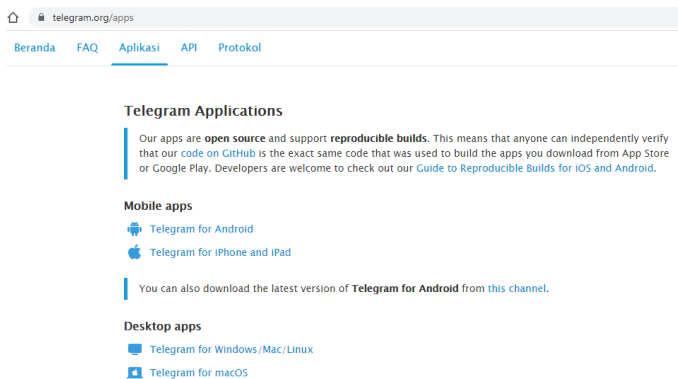 telegram.org/apps
Beranda FAQ Aplikasi API Protokol
Telegram Applications
Our apps are open source and support reproducible builds. This means that anyone can independently verify
that our code on GitHub is the exact same code that was used to build the apps you download from App Store
or Google Play. Developers are welcome to check out our Guide to Reproducible Builds for iOS and Android.
Mobile apps
Telegram for Android
Telegram for iPhone and iPad
You can also download the latest version of Telegram for Android from this channel.
Desktop apps
Telegram for Windows/Mac/Linux
Telegram for macOS